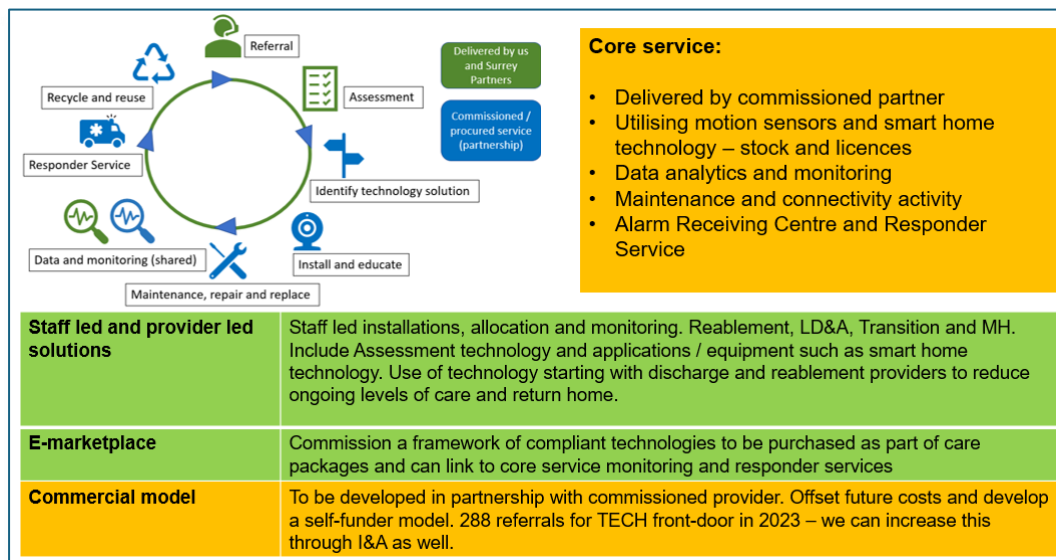 Referral
Delivered by us
and Surrey
Partners
Commissioned /
procured service
(partnership)
Recycle and reuse
Assessment
Responder Service
Identify technology solution
Data and monitoring (shared)
Install and educate
Maintenance, repair and replace
Core service:
• Delivered by commissioned partner
• Utilising motion sensors and smart home
technology – stock and licences
• Data analytics and monitoring
• Maintenance and connectivity activity
• Alarm Receiving Centre and Responder
Service
Staff led and provider led
solutions
Staff led installations, allocation and monitoring. Reablement, LD&A, Transition and MH.
Include Assessment technology and applications / equipment such as smart home
technology. Use of technology starting with discharge and reablement providers to reduce
ongoing levels of care and return home.
E-marketplace
Commission a framework of compliant technologies to be purchased as part of care
packages and can link to core service monitoring and responder services
Commercial model
To be developed in partnership with commissioned provider. Offset future costs and develop
a self-funder model. 288 referrals for TECH front-door in 2023 – we can increase this
through I&A as well.